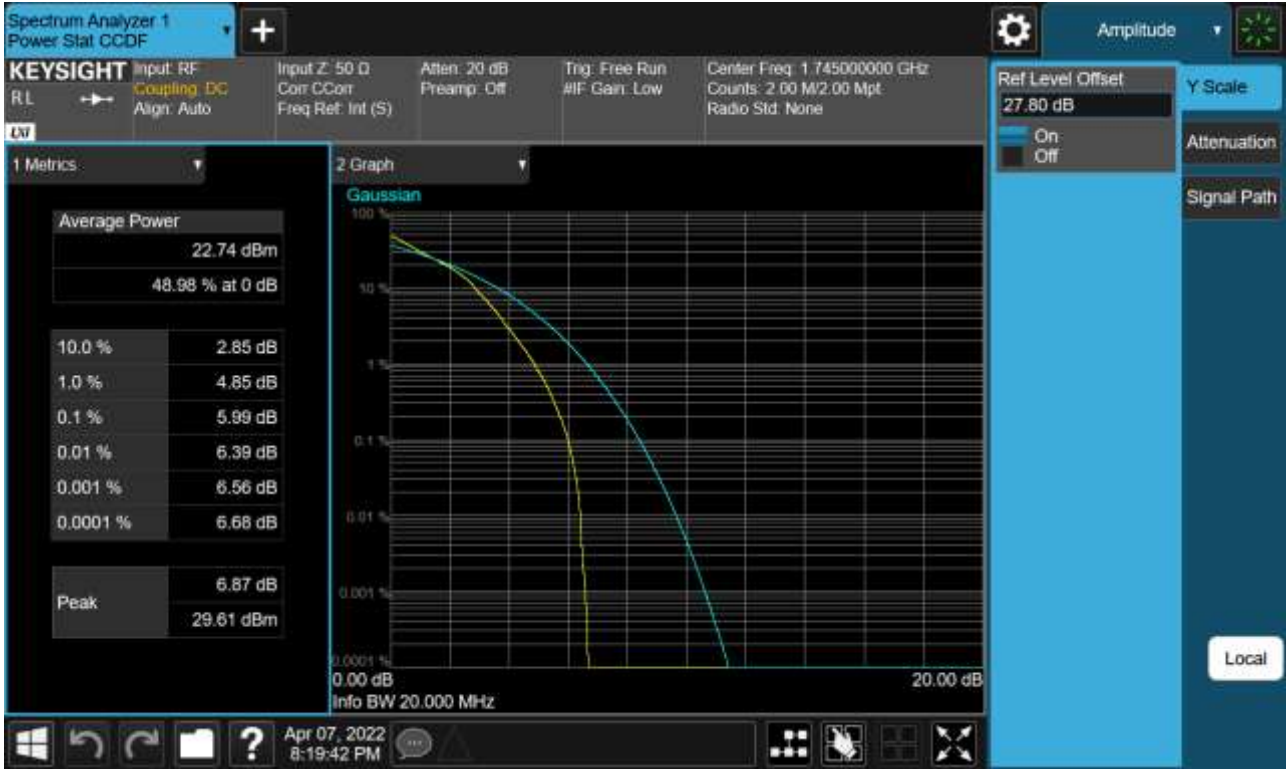 Spectrum Analyzer 1
Power Stat CCDF
+
Amplitude
KEYSIGHT
RL
LXI
Input: RF
Coupling: DC
Align: Auto
Input Z: 50 Ω
Corr CCorr
Freq Ref: Int (S)
Atten: 20 dB
Preamp: Off
Trig: Free Run
#IF Gain: Low
Center Freq: 1.745000000 GHz
Counts: 2.00 M/2.00 Mpt
Radio Std: None
Ref Level Offset
27.80 dB
On
Off
Y Scale
Attenuation
Signal Path
1 Metrics
Average Power
22.74 dBm
48.98 % at 0 dB
10.0 % 2.85 dB
1.0 % 4.85 dB
0.1 % 5.99 dB
0.01 % 6.39 dB
0.001 % 6.56 dB
0.0001 % 6.68 dB
Peak
6.87 dB
29.61 dBm
2 Graph
Gaussian
100 %
10 %
1 %
0.1 %
0.01 %
0.001 %
0.0001 %
0.00 dB 20.00 dB
Info BW 20.000 MHz
Local
?
Apr 07, 2022
8:19:42 PM